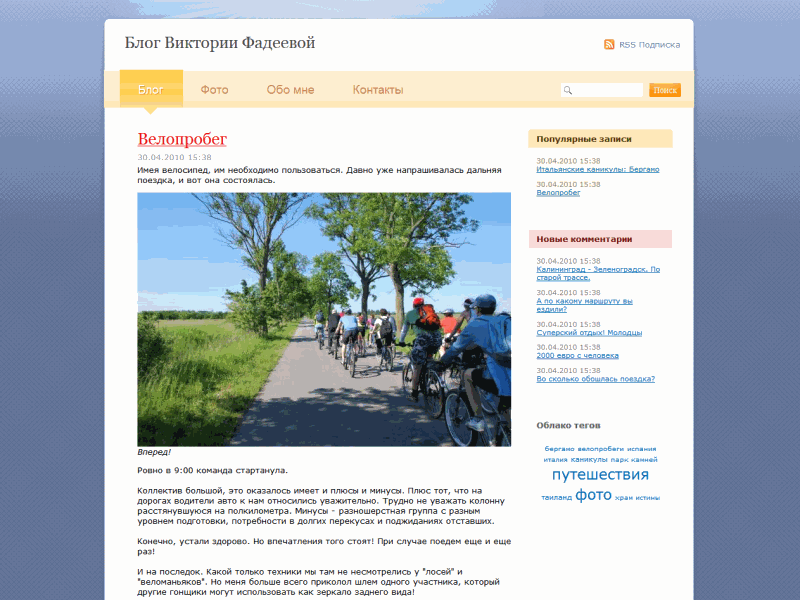 Блог Виктории Фадеевой
RSS Подписка
Блог
Фото
Обо мне
Контакты
Поиск
Велопробег
30.04.2010 15:38
Имея велосипед, им необходимо пользоваться. Давно уже напрашивалась дальняя
поездка, и вот она состоялась.
Вперед!
Ровно в 9:00 команда стартанула.
Коллектив большой, это оказалось имеет и плюсы и минусы. Плюс тот, что на
дорогах водители авто к нам относились уважительно. Трудно не уважать колонну
расстянувшуюся на полкилометра. Минусы - разношерстная группа с разным
уровнем подготовки, потребности в долгих перекусах и поджиданиях отставших.
Конечно, устали здорово. Но впечатления того стоят! При случае поедем еще и еще
раз!
И на последок. Какой только техники мы там не несмотрелись у "лосей" и
"веломаньяков". Но меня больше всего приколол шлем одного участника, который
другие гонщики могут использовать как зеркало заднего вида!
Популярные записи
30.04.2010 15:38
Итальянские каникулы: Бергамо
30.04.2010 15:38
Велопробег
Новые комментарии
30.04.2010 15:38
Калининград - Зеленоградск. По
старой трассе.
30.04.2010 15:38
А по какому маршруту вы
ездили?
30.04.2010 15:38
Суперский отдых! Молодцы
30.04.2010 15:38
2000 евро с человека
30.04.2010 15:38
Во сколько обошлась поездка?
Облако тегов
бергамо велопробеги испания
италия каникулы парк камней
путешествия
таиланд фото храм истины